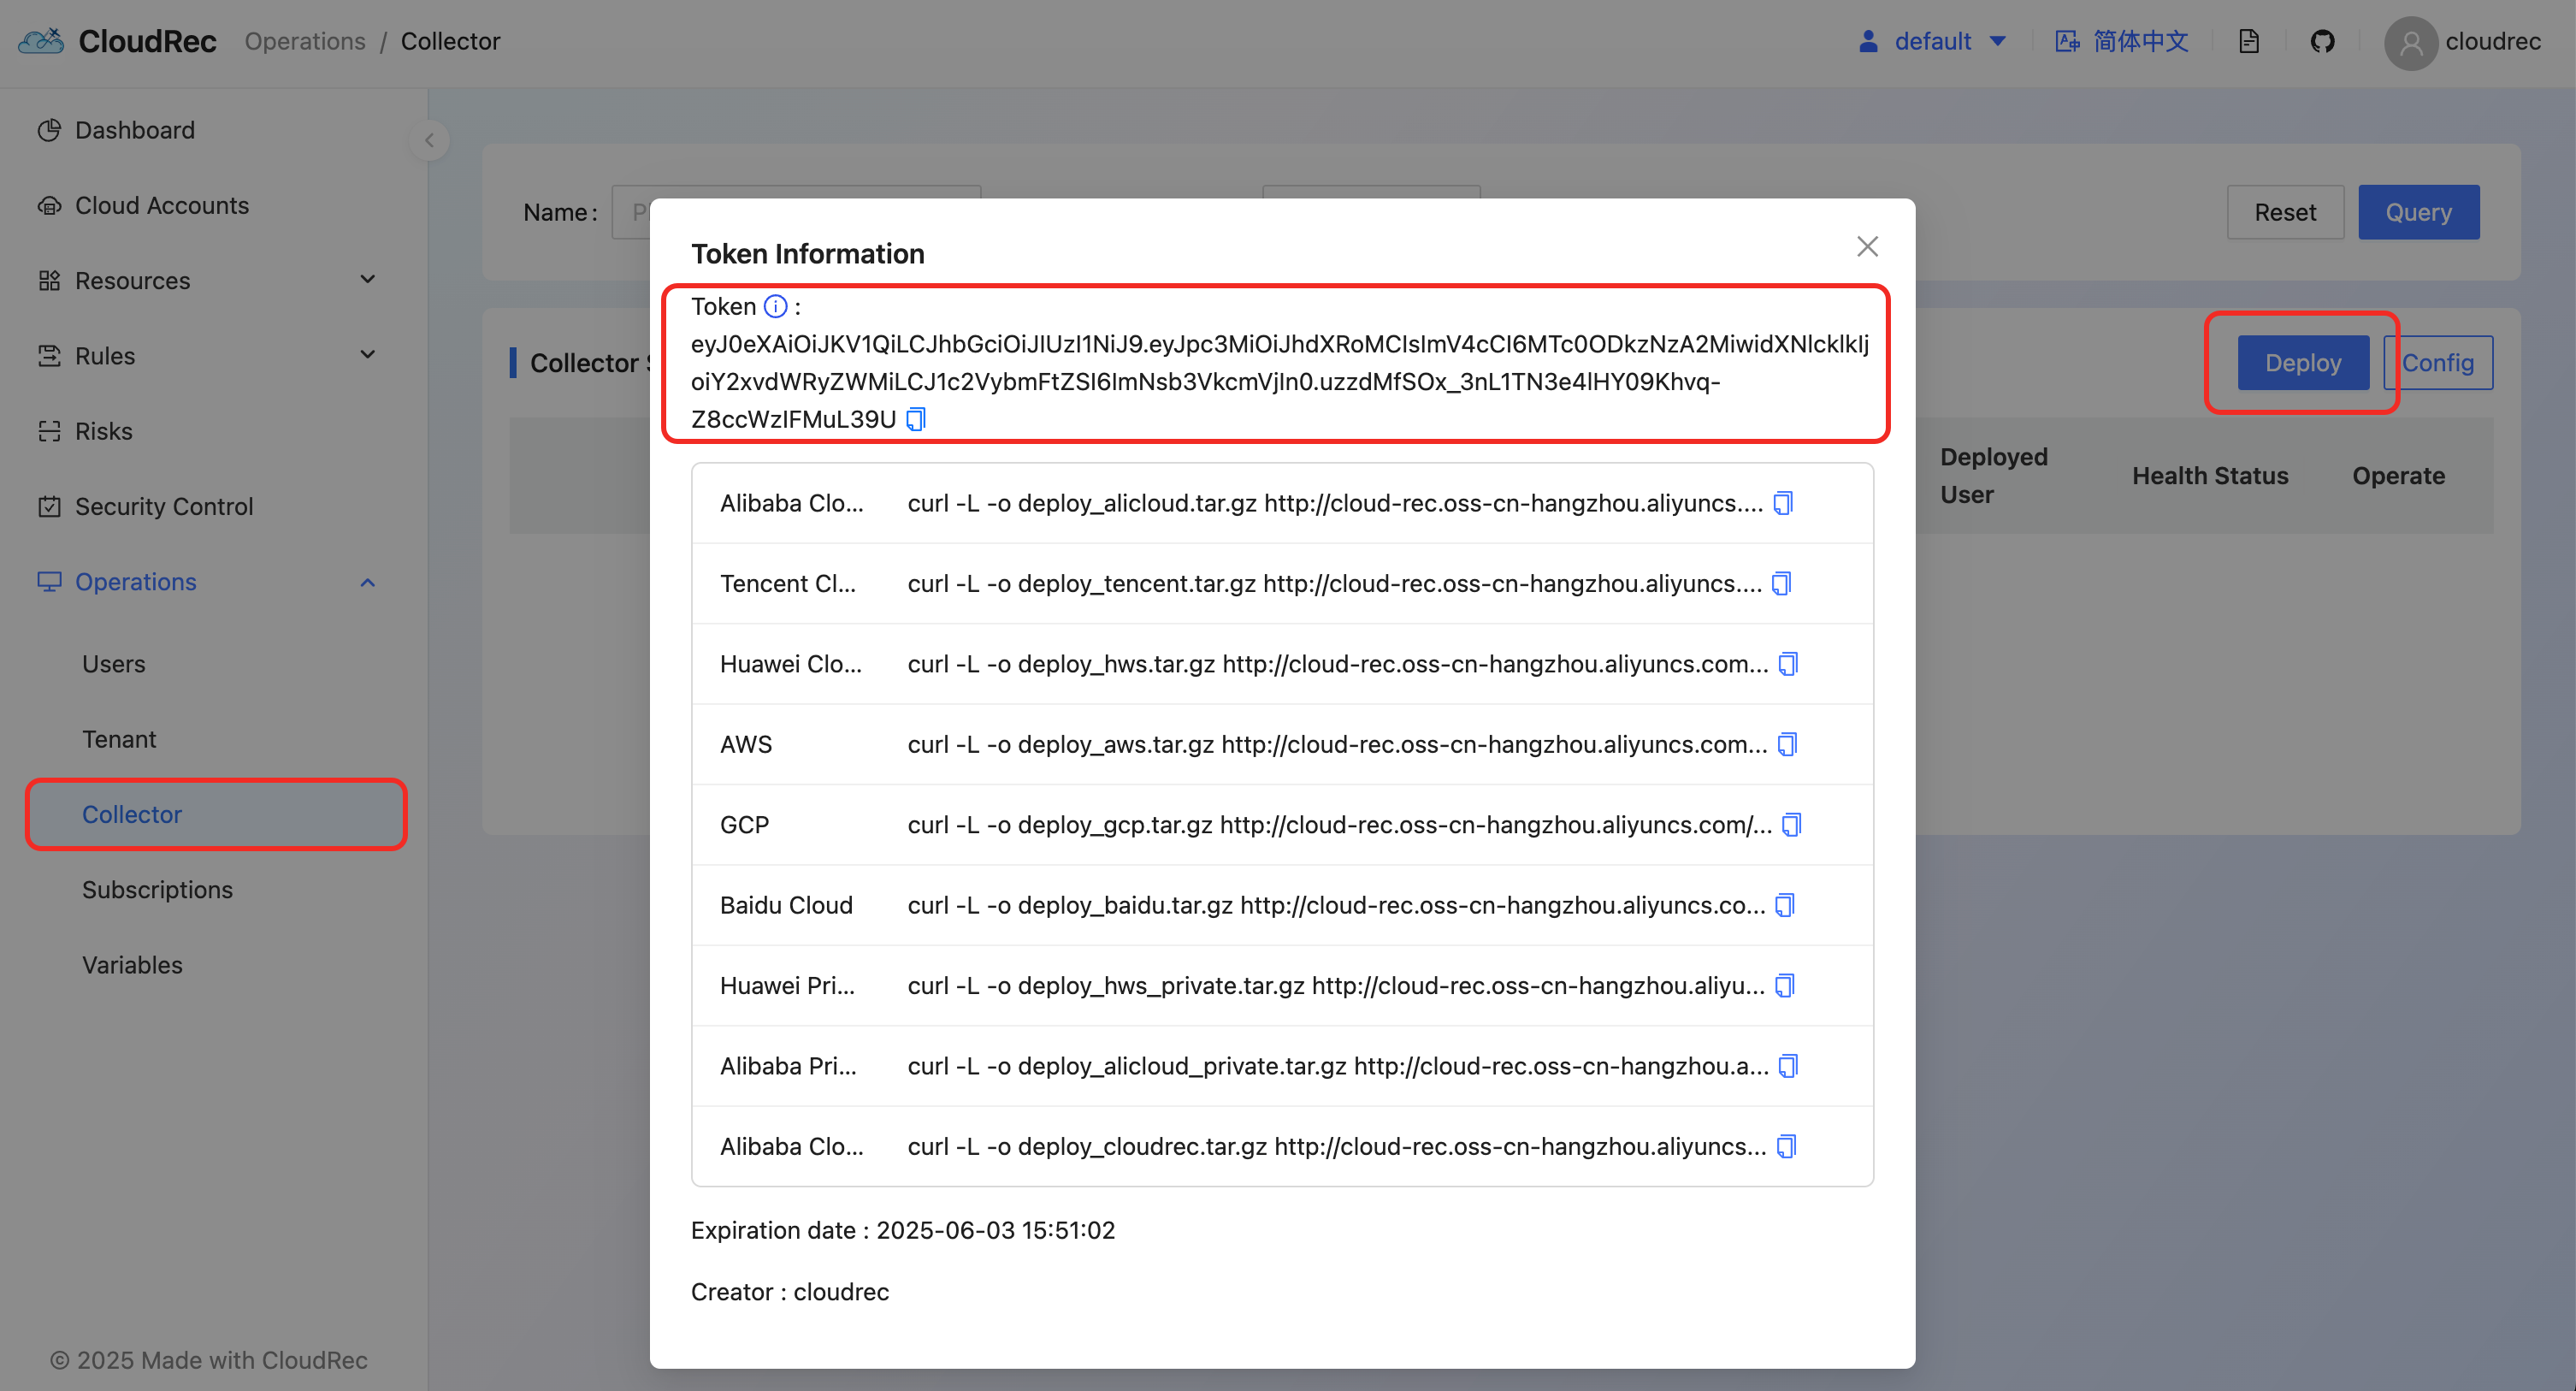 CloudRec Operations / Collector default 简体中文 cloudrec
Dashboard
Cloud Accounts
Resources
Rules
Risks
Security Control
Operations
Users
Tenant
Collector
Subscriptions
Variables
© 2025 Made with CloudRec
Name :
Reset Query
Collector
Deploy Config
Deployed
User
Health Status
Operate
Token Information
Token :
eyJ0eXAiOiJKV1QiLCJhbGciOiJIUzI1NiJ9.eyJpc3MiOiJhdXRoMCIsImV4cCI6MTc0ODkzNzA2MiwidXNlcklkIj
oiY2xvdWRyZWMiLCJ1c2VybmFtZSI6ImNsb3VkcmVjIn0.uzzdMfSOx_3nL1TN3e4lHY09Khvq-
Z8ccWzIFMuL39U
Alibaba Clo... curl -L -o deploy_alicloud.tar.gz http://cloud-rec.oss-cn-hangzhou.aliyuncs....
Tencent Cl... curl -L -o deploy_tencent.tar.gz http://cloud-rec.oss-cn-hangzhou.aliyuncs....
Huawei Clo... curl -L -o deploy_hws.tar.gz http://cloud-rec.oss-cn-hangzhou.aliyuncs.com...
AWS curl -L -o deploy_aws.tar.gz http://cloud-rec.oss-cn-hangzhou.aliyuncs.com...
GCP curl -L -o deploy_gcp.tar.gz http://cloud-rec.oss-cn-hangzhou.aliyuncs.com/...
Baidu Cloud curl -L -o deploy_baidu.tar.gz http://cloud-rec.oss-cn-hangzhou.aliyuncs.co...
Huawei Pri... curl -L -o deploy_hws_private.tar.gz http://cloud-rec.oss-cn-hangzhou.aliyu...
Alibaba Pri... curl -L -o deploy_alicloud_private.tar.gz http://cloud-rec.oss-cn-hangzhou.a...
Alibaba Clo... curl -L -o deploy_cloudrec.tar.gz http://cloud-rec.oss-cn-hangzhou.aliyuncs...
Expiration date : 2025-06-03 15:51:02
Creator : cloudrec